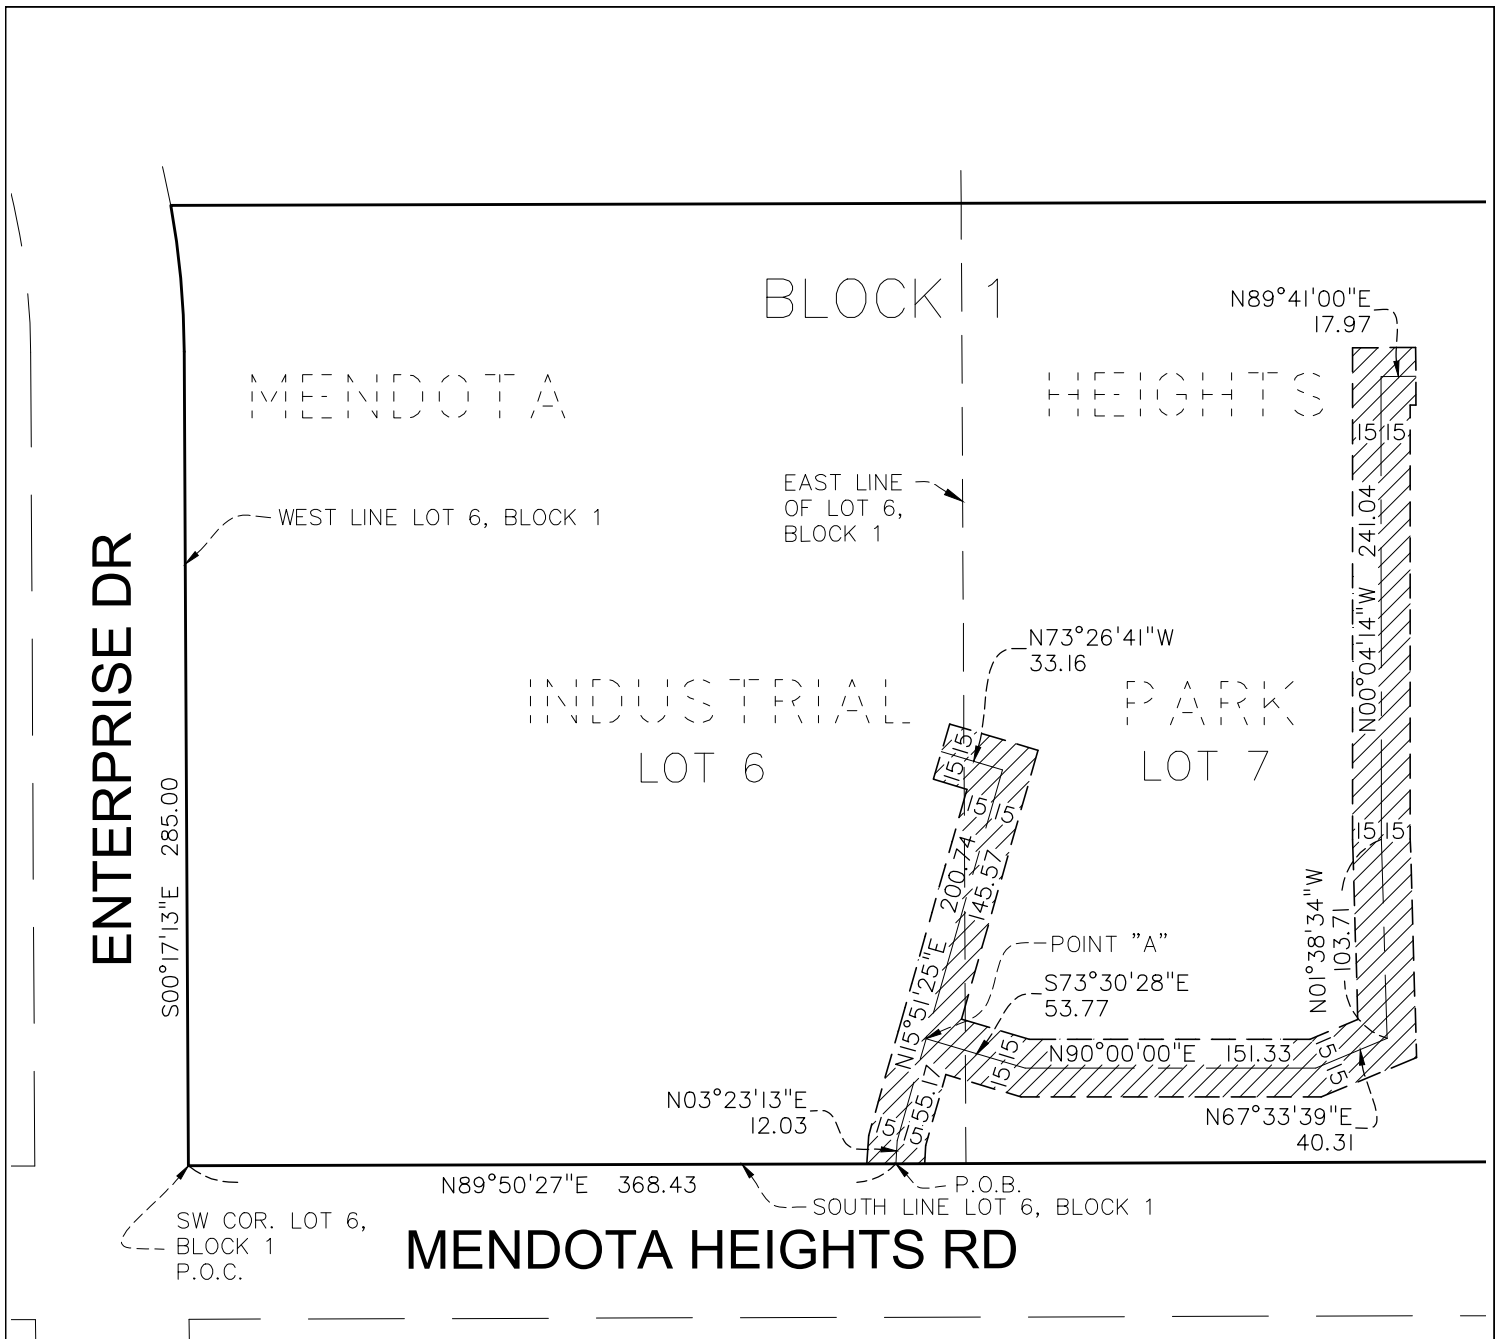 BLOCK 1
N89°41'00"E
17.97
MENDOTA
HEIGHTS
15 15
EAST LINE
OF LOT 6,
BLOCK 1
WEST LINE LOT 6, BLOCK 1
N00°04'14"W 241.04
ENTERPRISE DR
N73°26'41"W
33.16
INDUSTRIAL
PARK
LOT 6
LOT 7
15
15
15
15
S00°17'13"E 285.00
15 15
N15°51'25"E 200.74
145.57
N01°38'34"W
103.71
POINT "A"
S73°30'28"E
53.77
15
15
N90°00'00"E 151.33
15
15
55.17
N03°23'13"E
12.03
15
15
N67°33'39"E
40.31
N89°50'27"E 368.43
P.O.B.
SOUTH LINE LOT 6, BLOCK 1
SW COR. LOT 6,
BLOCK 1
P.O.C.
MENDOTA HEIGHTS RD